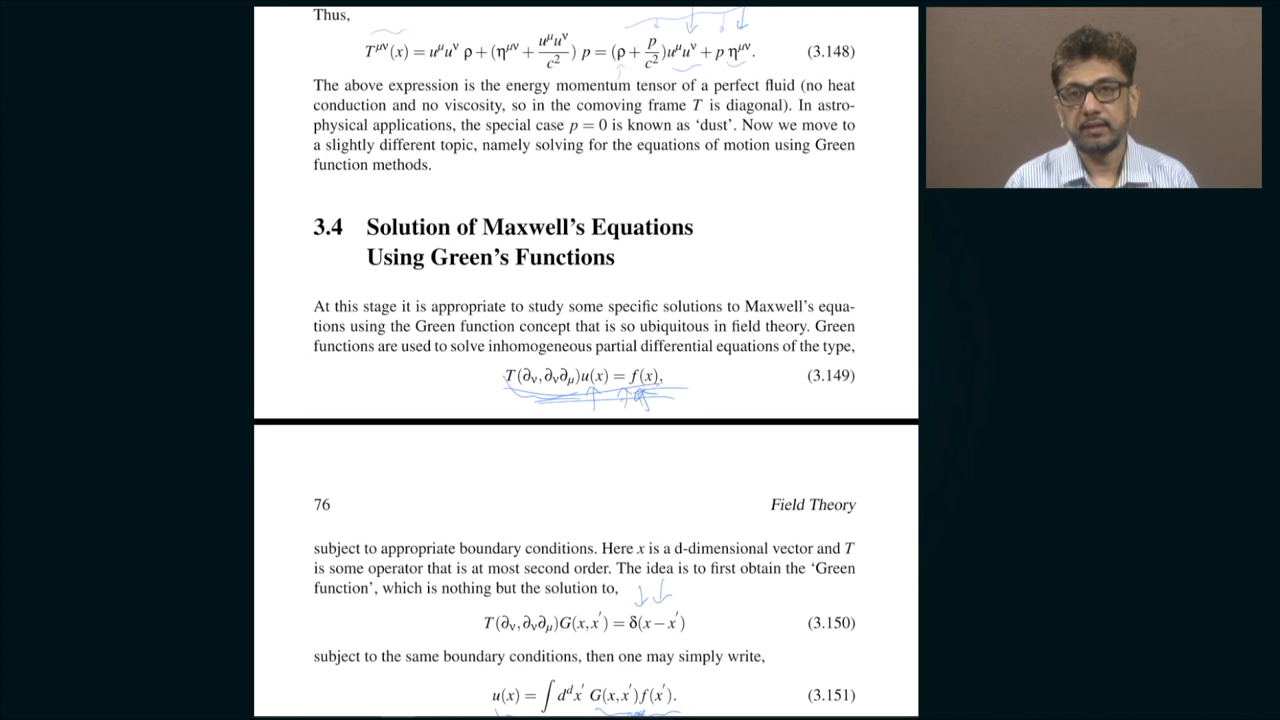 Thus,
T^{μν}(x) = u^μu^ν ρ + (η^{μν} + \frac{u^μu^ν}{c^2}) p = (ρ + \frac{p}{c^2})u^μu^ν + p η^{μν}. (3.148)
The above expression is the energy momentum tensor of a perfect fluid (no heat
conduction and no viscosity, so in the comoving frame T is diagonal). In astro-
physical applications, the special case p = 0 is known as ‘dust’. Now we move to
a slightly different topic, namely solving for the equations of motion using Green
function methods.
3.4 Solution of Maxwell’s Equations
Using Green’s Functions
At this stage it is appropriate to study some specific solutions to Maxwell’s equa-
tions using the Green function concept that is so ubiquitous in field theory. Green
functions are used to solve inhomogeneous partial differential equations of the type,
T(∂_ν, ∂_ν∂_μ)u(x) = f(x), (3.149)
76 Field Theory
subject to appropriate boundary conditions. Here x is a d-dimensional vector and T
is some operator that is at most second order. The idea is to first obtain the ‘Green
function’, which is nothing but the solution to,
T(∂_ν, ∂_ν∂_μ)G(x, x') = δ(x − x') (3.150)
subject to the same boundary conditions, then one may simply write,
u(x) = ∫ d^d x' G(x, x')f(x'). (3.151)